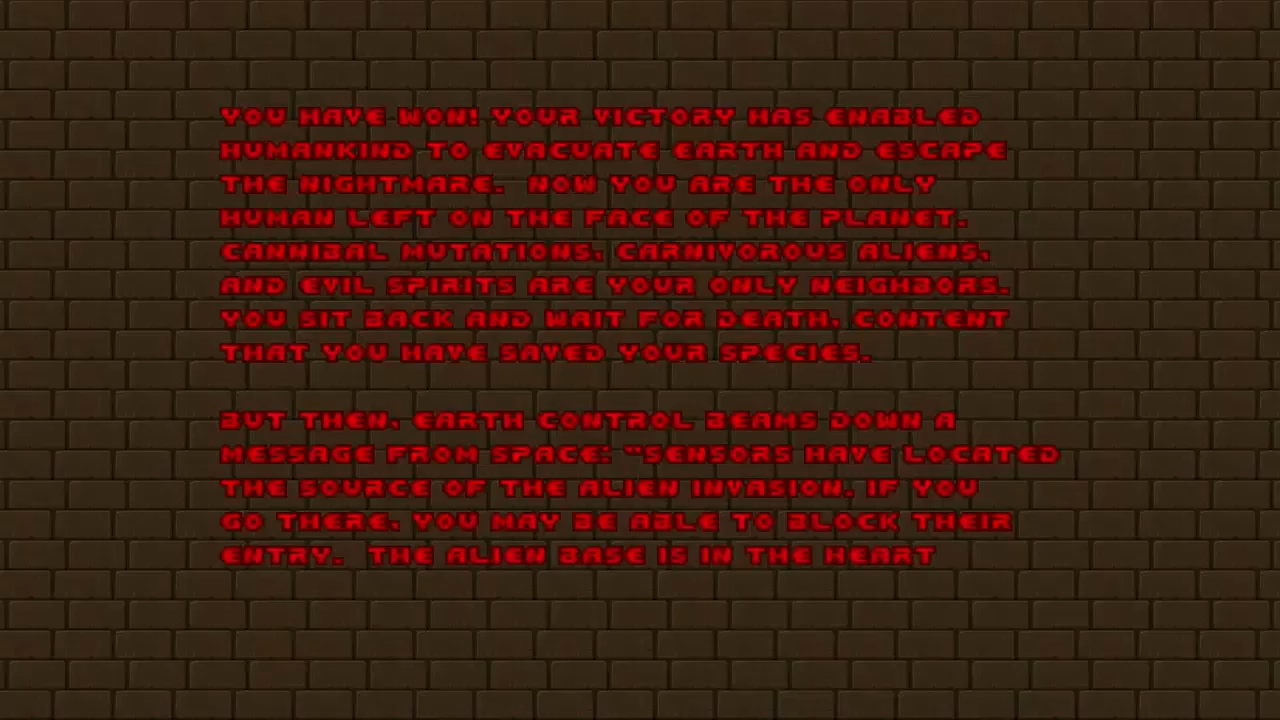 YOU HAVE WON! YOUR VICTORY HAS ENABLED
HUMANKIND TO EVACUATE EARTH AND ESCAPE
THE NIGHTMARE.  NOW YOU ARE THE ONLY
HUMAN LEFT ON THE FACE OF THE PLANET.
CANNIBAL MUTATIONS, CARNIVOROUS ALIENS,
AND EVIL SPIRITS ARE YOUR ONLY NEIGHBORS.
YOU SIT BACK AND WAIT FOR DEATH, CONTENT
THAT YOU HAVE SAVED YOUR SPECIES.

BUT THEN, EARTH CONTROL BEAMS DOWN A
MESSAGE FROM SPACE: "SENSORS HAVE LOCATED
THE SOURCE OF THE ALIEN INVASION. IF YOU
GO THERE, YOU MAY BE ABLE TO BLOCK THEIR
ENTRY.  THE ALIEN BASE IS IN THE HEART